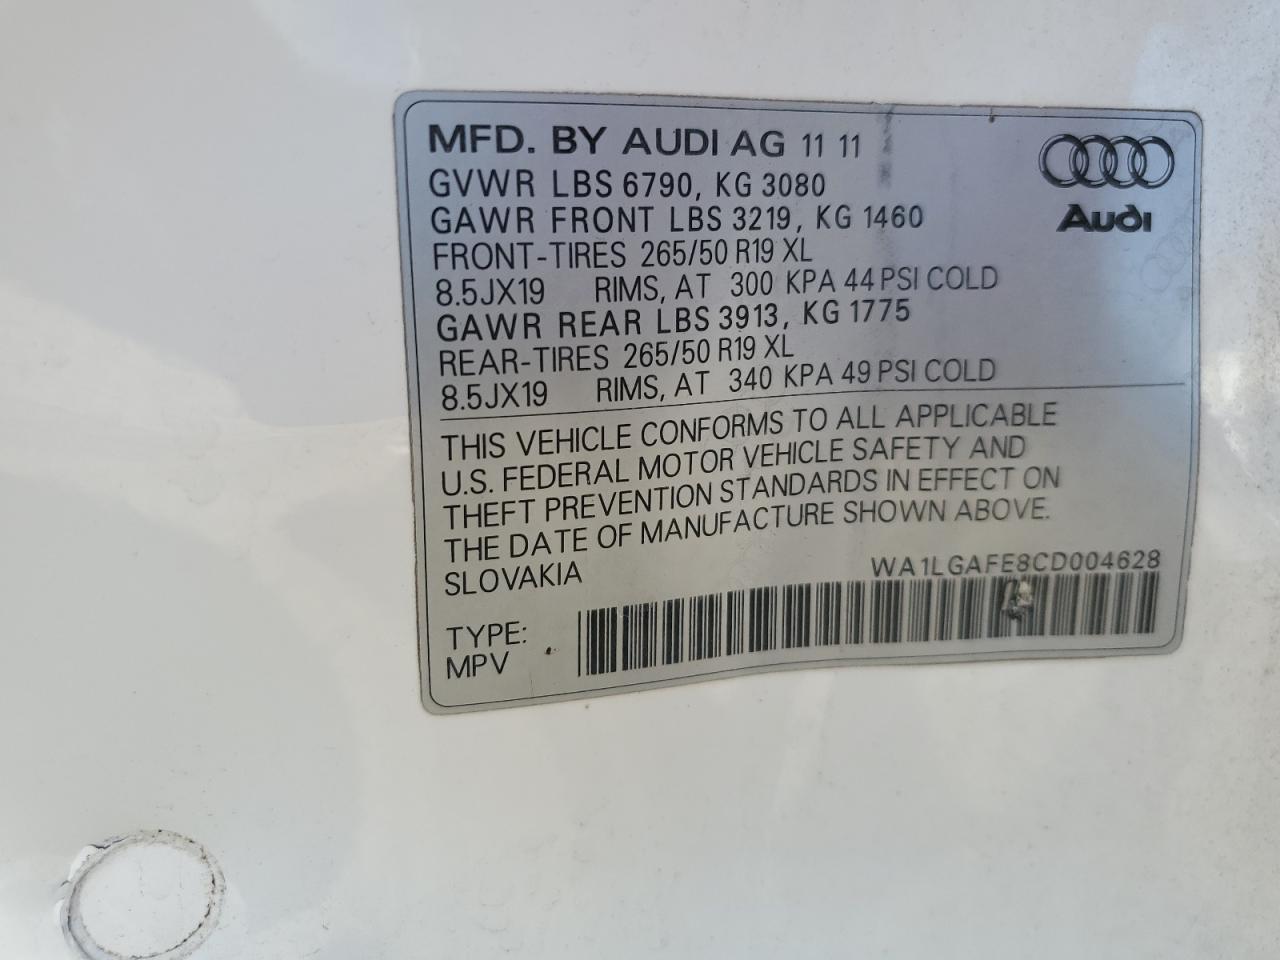 MFD. BY AUDI AG 11 11
GVWR LBS 6790, KG 3080
GAWR FRONT LBS 3219, KG 1460
FRONT-TIRES 265/50 R19 XL
8.5JX19 RIMS, AT 300 KPA 44 PSI COLD
GAWR REAR LBS 3913, KG 1775
REAR-TIRES 265/50 R19 XL
8.5JX19 RIMS, AT 340 KPA 49 PSI COLD
Audi
THIS VEHICLE CONFORMS TO ALL APPLICABLE
U.S. FEDERAL MOTOR VEHICLE SAFETY AND
THEFT PREVENTION STANDARDS IN EFFECT ON
THE DATE OF MANUFACTURE SHOWN ABOVE.
SLOVAKIA
WA1LGAFE8CD004628
TYPE:
MPV